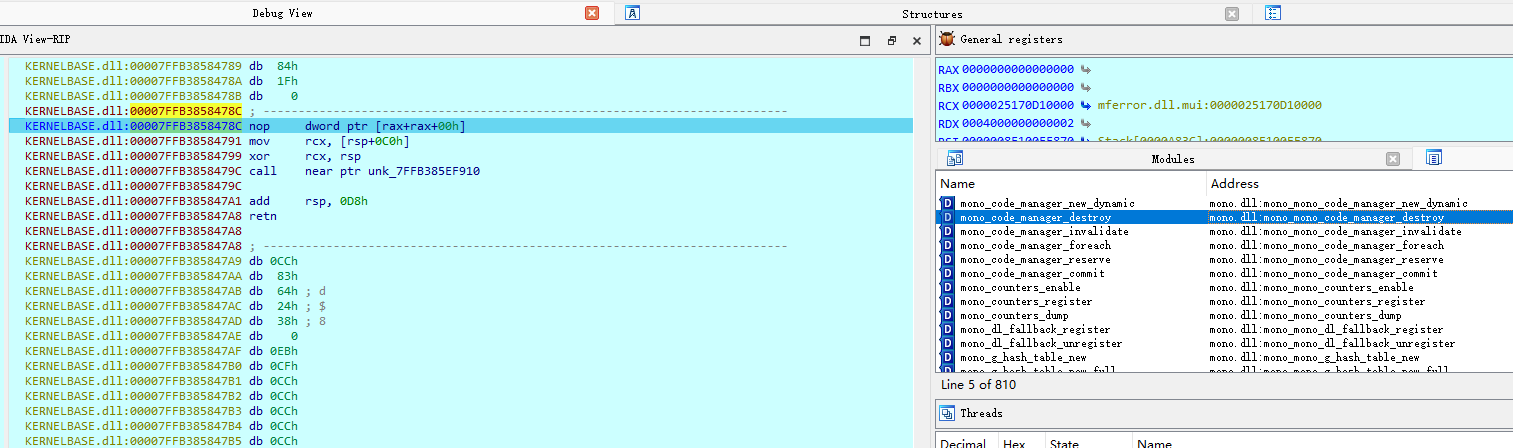 Debug View
Structures
IDA View-RIP
General registers
KERNELBASE.dll:00007FFB38584789 db 84h
KERNELBASE.dll:00007FFB3858478A db 1Fh
KERNELBASE.dll:00007FFB3858478B db 0
KERNELBASE.dll:00007FFB3858478C ; ---------------------------------------------------------------------------
KERNELBASE.dll:00007FFB3858478C nop dword ptr [rax+rax+00h]
KERNELBASE.dll:00007FFB38584791 mov rcx, [rsp+0C0h]
KERNELBASE.dll:00007FFB38584799 xor rcx, rsp
KERNELBASE.dll:00007FFB3858479C call near ptr unk_7FFB385EF910
KERNELBASE.dll:00007FFB3858479C
KERNELBASE.dll:00007FFB385847A1 add rsp, 0D8h
KERNELBASE.dll:00007FFB385847A8 retn
KERNELBASE.dll:00007FFB385847A8
KERNELBASE.dll:00007FFB385847A8 ; ---------------------------------------------------------------------------
KERNELBASE.dll:00007FFB385847A9 db 0CCh
KERNELBASE.dll:00007FFB385847AA db 83h
KERNELBASE.dll:00007FFB385847AB db 64h ; d
KERNELBASE.dll:00007FFB385847AC db 24h ; $
KERNELBASE.dll:00007FFB385847AD db 38h ; 8
KERNELBASE.dll:00007FFB385847AE db 0
KERNELBASE.dll:00007FFB385847AF db 0EBh
KERNELBASE.dll:00007FFB385847B0 db 0CFh
KERNELBASE.dll:00007FFB385847B1 db 0CCh
KERNELBASE.dll:00007FFB385847B2 db 0CCh
KERNELBASE.dll:00007FFB385847B3 db 0CCh
KERNELBASE.dll:00007FFB385847B4 db 0CCh
KERNELBASE.dll:00007FFB385847B5 db 0CCh
RAX 0000000000000000
RBX 0000000000000000
RCX 0000025170D10000 mferror.dll.mui:0000025170D10000
RDX 0004000000000002
Modules
Name Address
mono_code_manager_new_dynamic mono.dll:mono_mono_code_manager_new_dynamic
mono_code_manager_destroy mono.dll:mono_mono_code_manager_destroy
mono_code_manager_invalidate mono.dll:mono_mono_code_manager_invalidate
mono_code_manager_foreach mono.dll:mono_mono_code_manager_foreach
mono_code_manager_reserve mono.dll:mono_mono_code_manager_reserve
mono_code_manager_commit mono.dll:mono_mono_code_manager_commit
mono_counters_enable mono.dll:mono_mono_counters_enable
mono_counters_register mono.dll:mono_mono_counters_register
mono_counters_dump mono.dll:mono_mono_counters_dump
mono_dl_fallback_register mono.dll:mono_mono_dl_fallback_register
mono_dl_fallback_unregister mono.dll:mono_mono_dl_fallback_unregister
mono_g_hash_table_new mono.dll:mono_mono_g_hash_table_new
Line 5 of 810
Threads
Decimal Hex State Name